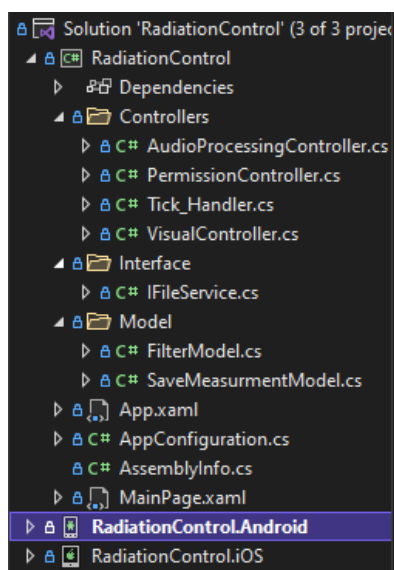 Solution 'RadiationControl' (3 of 3 projec
C# RadiationControl
Dependencies
Controllers
C# AudioProcessingController.cs
C# PermissionController.cs
C# Tick_Handler.cs
C# VisualController.cs
Interface
C# IFileService.cs
Model
C# FilterModel.cs
C# SaveMeasurmentModel.cs
App.xaml
C# AppConfiguration.cs
C# AssemblyInfo.cs
MainPage.xaml
RadiationControl.Android
RadiationControl.iOS